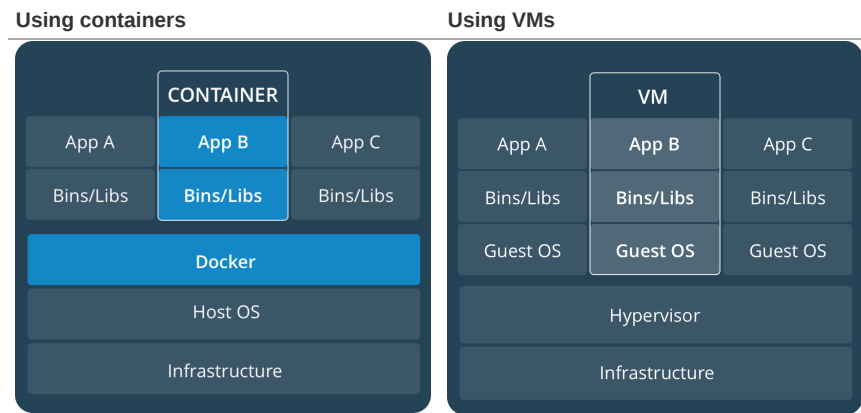 Using containers
Using VMs
CONTAINER
App A
App B
App C
Bins/Libs
Bins/Libs
Bins/Libs
Docker
Host OS
Infrastructure
VM
App A
App B
App C
Bins/Libs
Bins/Libs
Bins/Libs
Guest OS
Guest OS
Guest OS
Hypervisor
Infrastructure